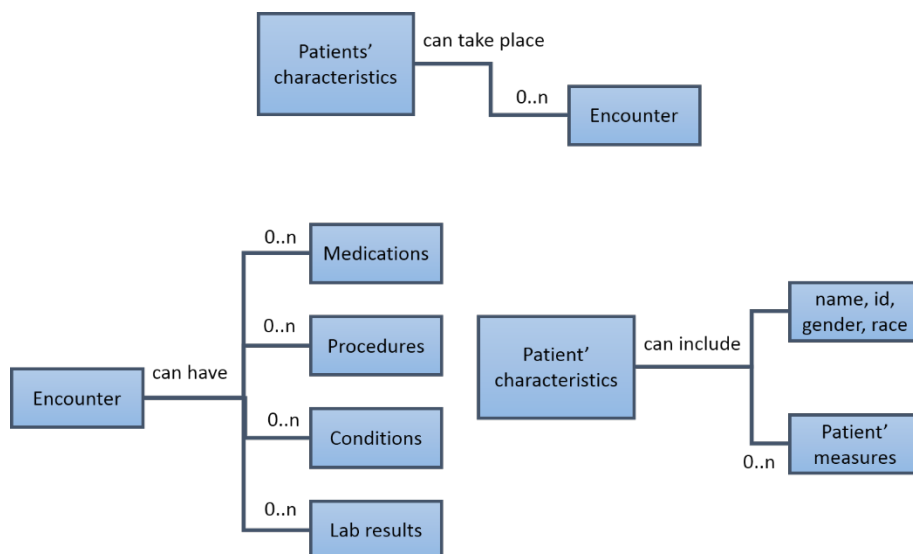 Patients'
characteristics
can take place
0..n
Encounter
Encounter
can have
0..n
Medications
0..n
Procedures
0..n
Conditions
0..n
Lab results
Patient'
characteristics
can include
name, id,
gender, race
0..n
Patient'
measures